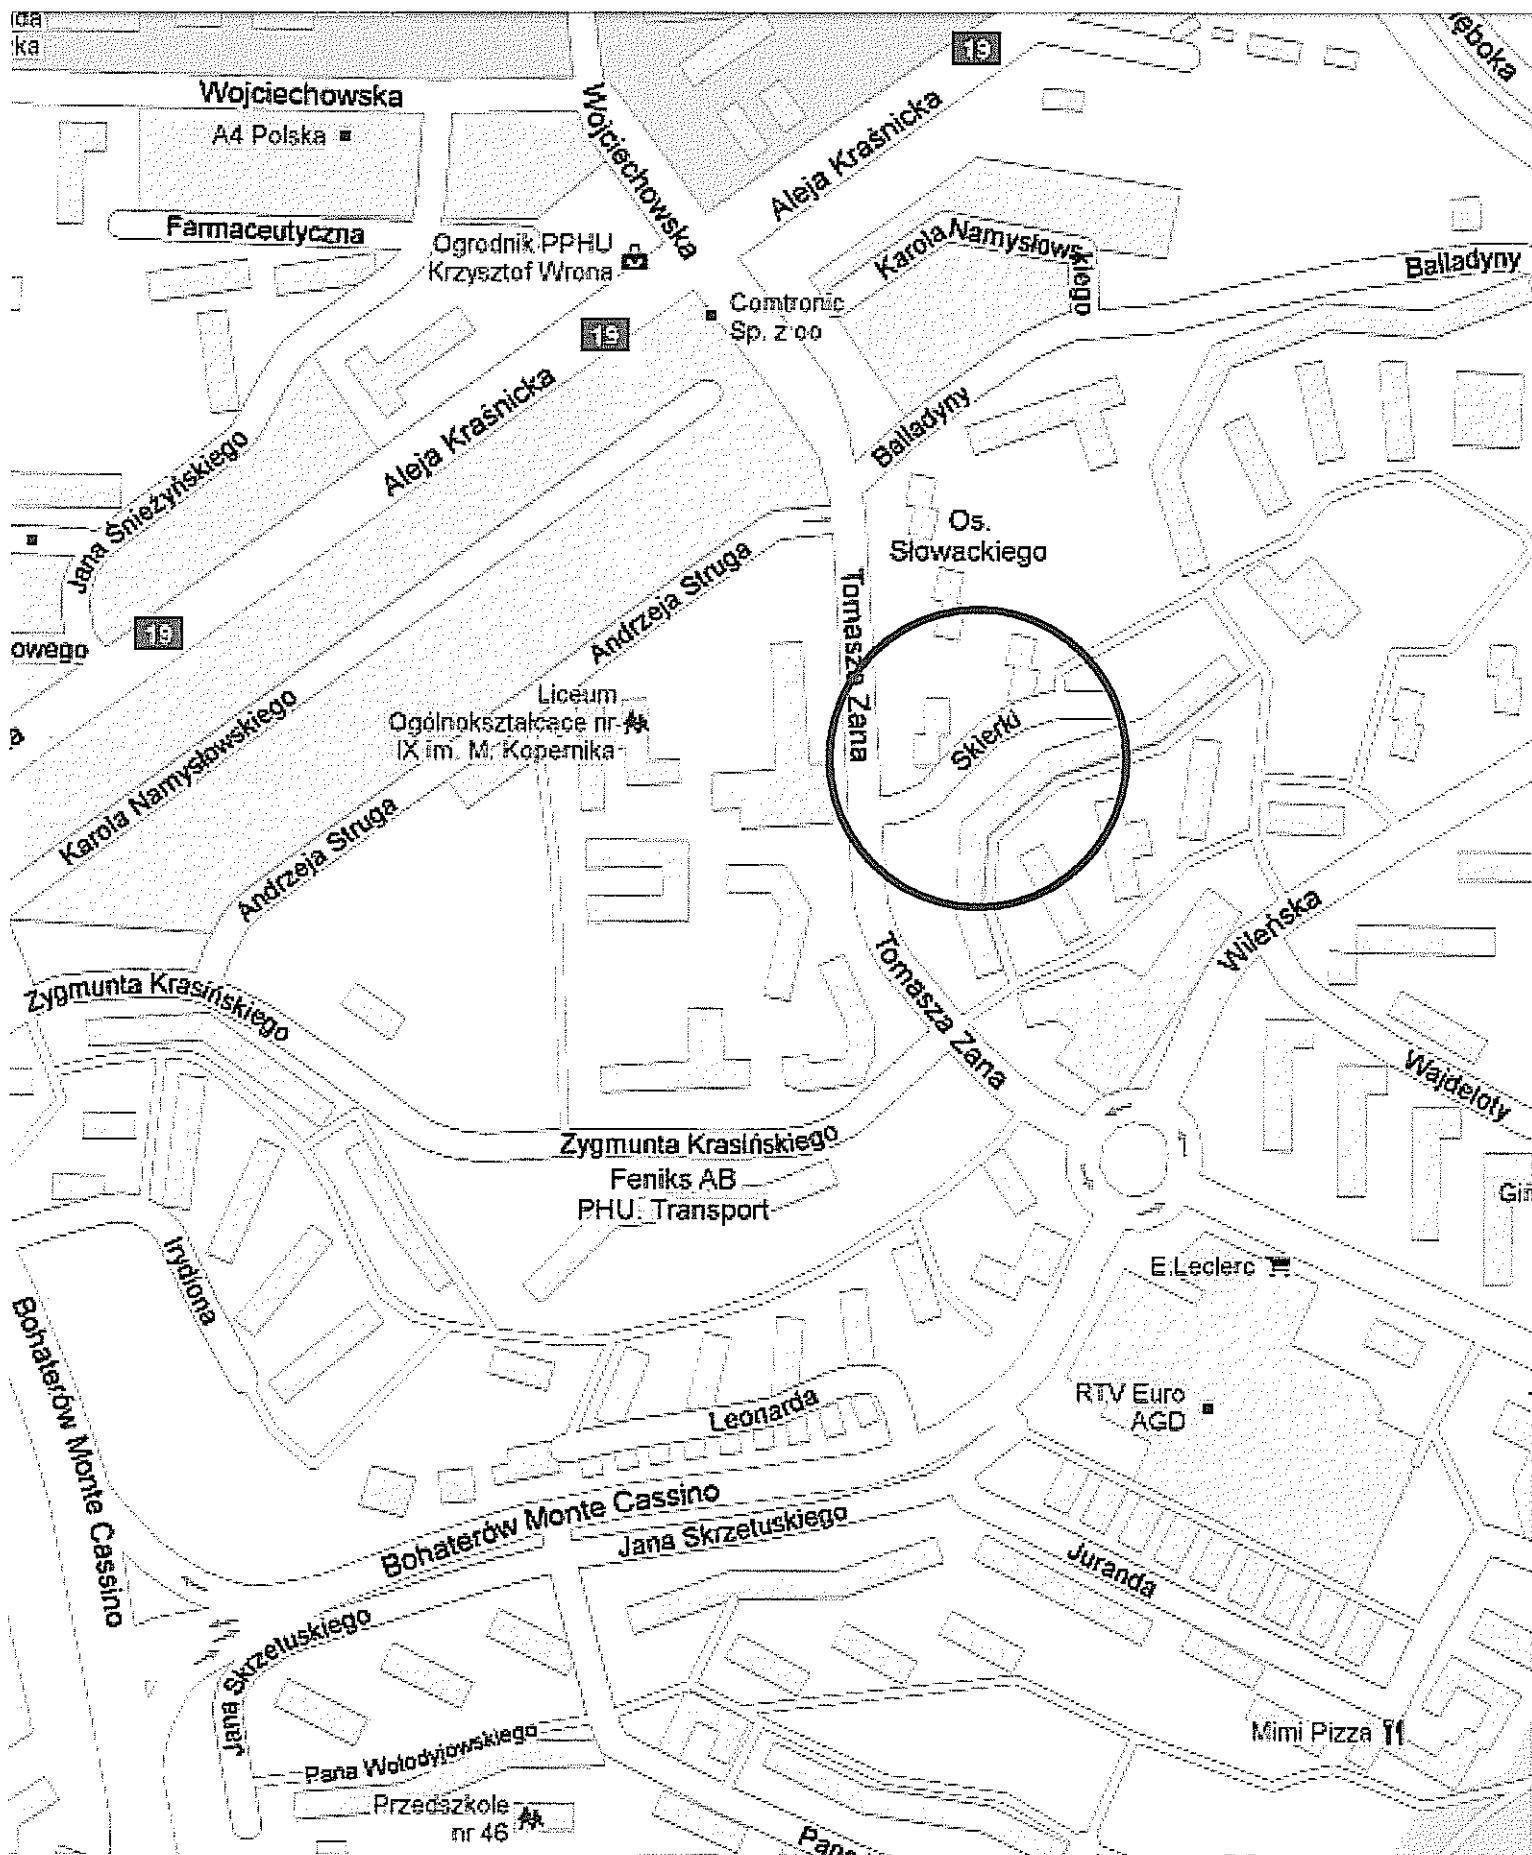 ka
19
Wojciechowska
A4 Polska
Wojciechowska
Aleja Kraśnicka
Farmaceutyczna
Ogrodnik PPHU
Krzysztof Wrona
Karola Namysłowskiego
Balladyny
Comtronic
Sp. z oo
19
Aleja Kraśnicka
Balladyny
Jana Śnieżyńskiego
Os.
Słowackiego
Andrzeja Struga
Tomasza Zana
19
owego
Liceum
Ogólnokształcące nr
IX im. M. Kopernika
Karola Namysłowskiego
Skierki
Andrzeja Struga
Wileńska
Zygmunta Krasińskiego
Tomasza Zana
Wajdeloty
Zygmunta Krasińskiego
Feniks AB
PHU. Transport
Irydiona
E.Leclerc
Bohaterów Monte Cassino
RTV Euro
AGD
Leonarda
Bohaterów Monte Cassino
Jana Skrzetuskiego
Juranda
Jana Skrzetuskiego
Mimi Pizza
Pana Wołodyjowskiego
Przedszkole
nr 46
Pana